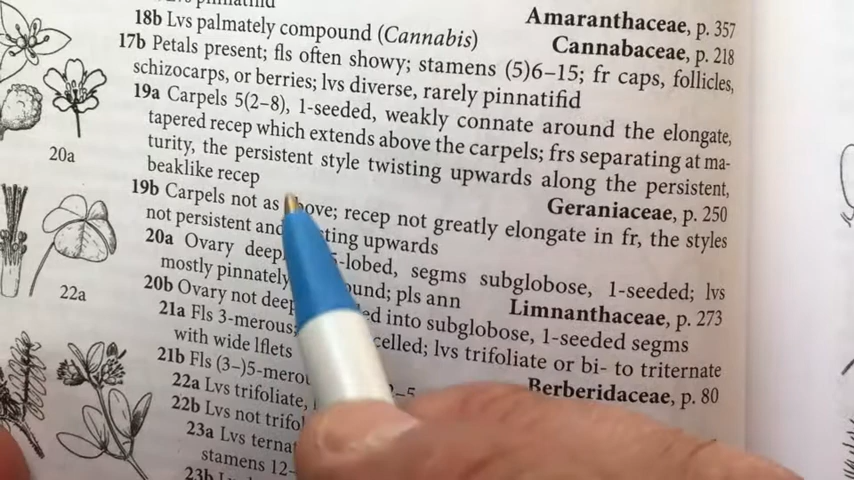 Amaranthaceae, p. 357
18b Lvs palmately compound (Cannabis)
Cannabaceae, p. 218
17b Petals present; fls often showy; stamens (5)6–15; fr caps, follicles,
schizocarps, or berries; lvs diverse, rarely pinnatifid
19a Carpels 5(2–8), 1-seeded, weakly connate around the elongate,
tapered recep which extends above the carpels; frs separating at ma-
turity, the persistent style twisting upwards along the persistent,
beaklike recep
Geraniaceae, p. 250
19b Carpels not as above; recep not greatly elongate in fr, the styles
not persistent and twisting upwards
20a Ovary deep 5-lobed, segms subglobose, 1-seeded; lvs
mostly pinnately pls ann
Limnanthaceae, p. 273
20b Ovary not deep into subglobose, 1-seeded segms
21a Fls 3-merous; celled; lvs trifoliate or bi- to triternate
with wide lflets
Berberidaceae, p. 80
21b Fls (3–)5-merou
22a Lvs trifoliate,
22b Lvs not trifol
23a Lvs ternat
stamens 12–
23b
20a
22a